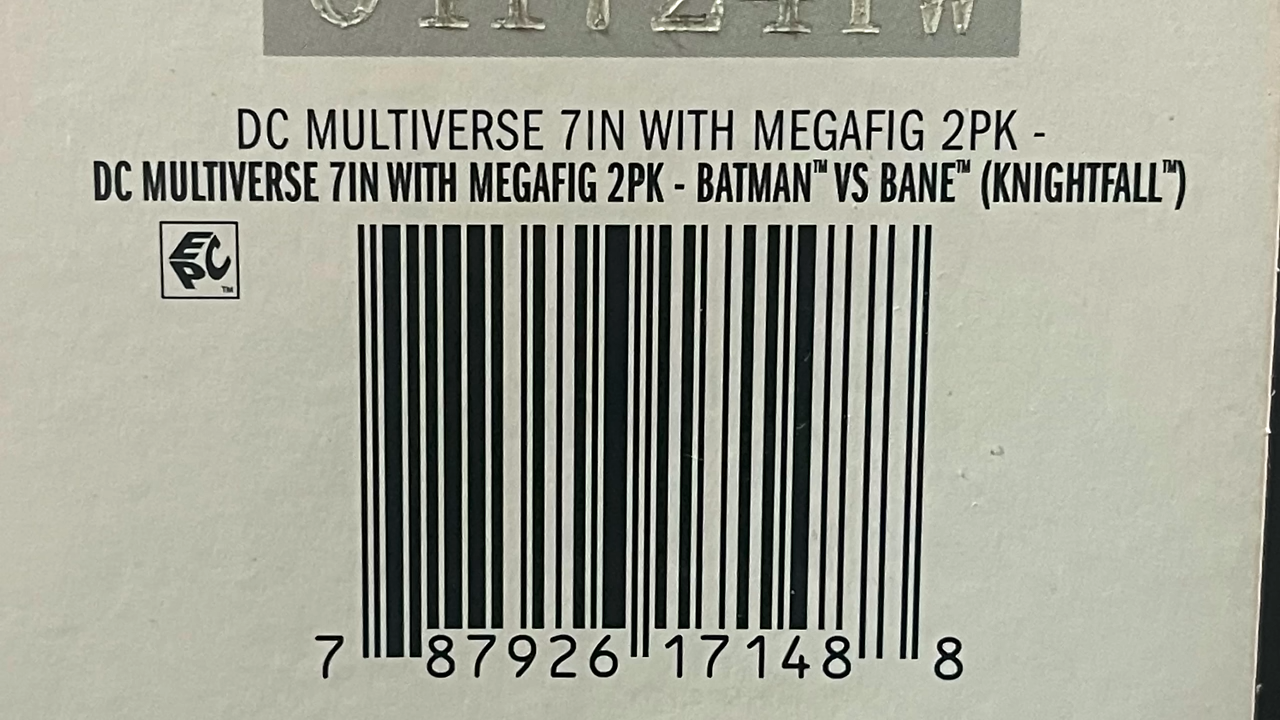 DC MULTIVERSE 7IN WITH MEGAFIG 2PK -
DC MULTIVERSE 7IN WITH MEGAFIG 2PK - BATMAN™ VS BANE™ (KNIGHTFALL™)
EPC™
7 87926 17148 8